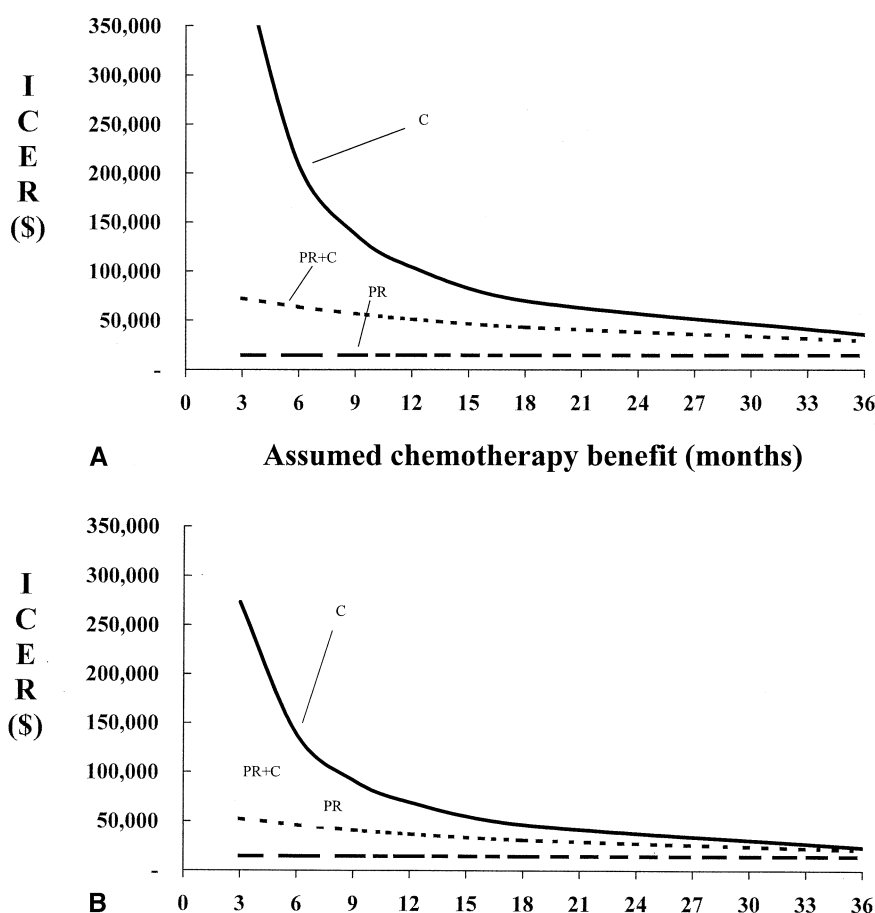 350,000
300,000
250,000
200,000
150,000
100,000
50,000
-
I
C
E
R
($)
C
PR+C
PR
0 3 6 9 12 15 18 21 24 27 30 33 36
A Assumed chemotherapy benefit (months)
350,000
300,000
250,000
200,000
150,000
100,000
50,000
-
I
C
E
R
($)
C
PR+C
PR
0 3 6 9 12 15 18 21 24 27 30 33 36
B